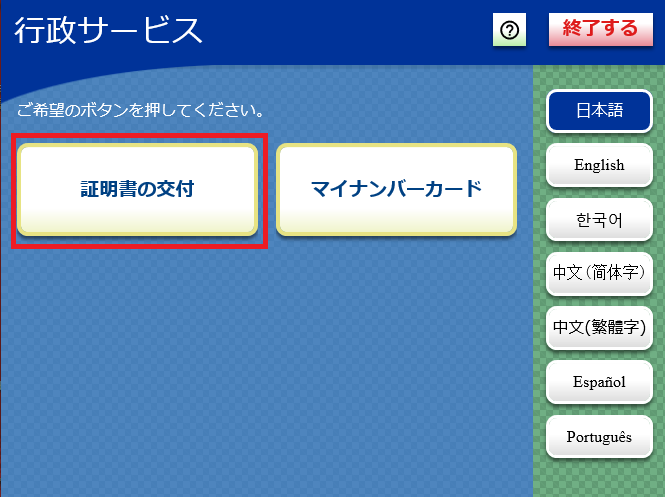 行政サービス
?
終了する
ご希望のボタンを押してください。
証明書の交付
マイナンバーカード
日本語
English
한국어
中文(简体字)
中文(繁體字)
Español
Português